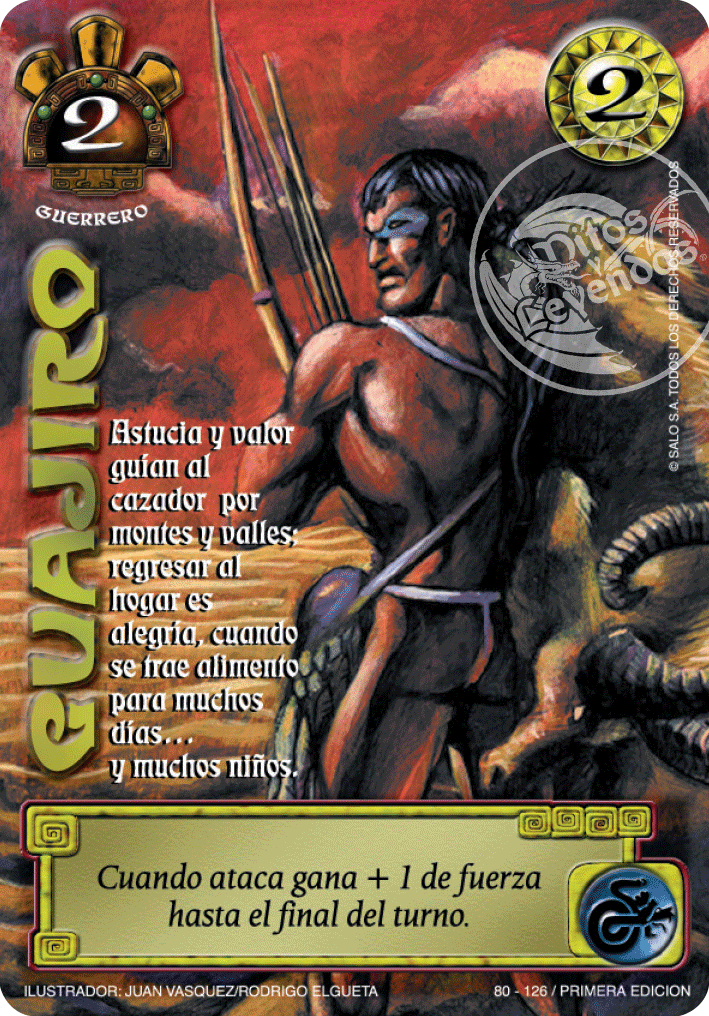 2
2
GUERRERO
Mitos
y
Leyendas
®
© SALO S.A. TODOS LOS DERECHOS RESERVADOS
GUAJIRO
Astucia y valor
guían al
cazador por
montes y valles;
regresar al
hogar es
alegría, cuando
se trae alimento
para muchos
días...
y muchos niños.
Cuando ataca gana + 1 de fuerza
hasta el final del turno.
ILUSTRADOR: JUAN VASQUEZ/RODRIGO ELGUETA
80 - 126 / PRIMERA EDICION